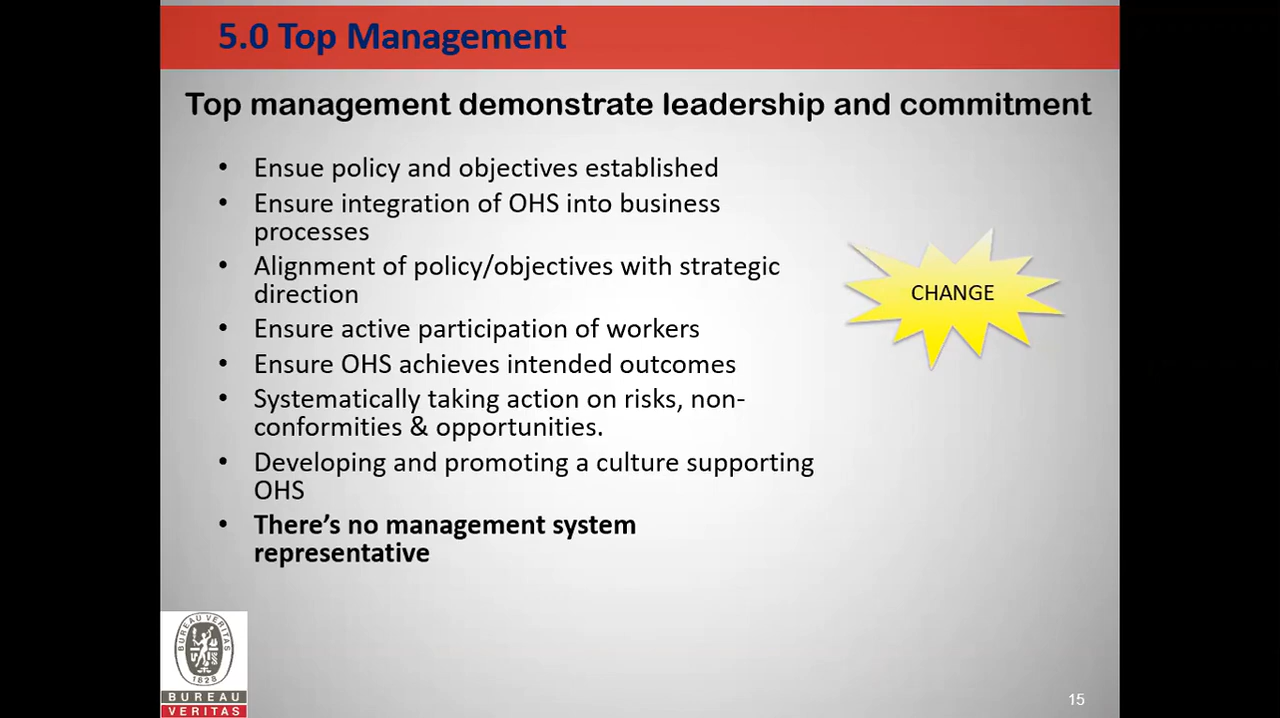 5.0 Top Management
Top management demonstrate leadership and commitment
• Ensue policy and objectives established
• Ensure integration of OHS into business
processes
• Alignment of policy/objectives with strategic
direction
CHANGE
• Ensure active participation of workers
• Ensure OHS achieves intended outcomes
• Systematically taking action on risks, non-
conformities & opportunities.
• Developing and promoting a culture supporting
OHS
• There’s no management system
representative
BUREAU VERITAS
1828
BUREAU
VERITAS
15